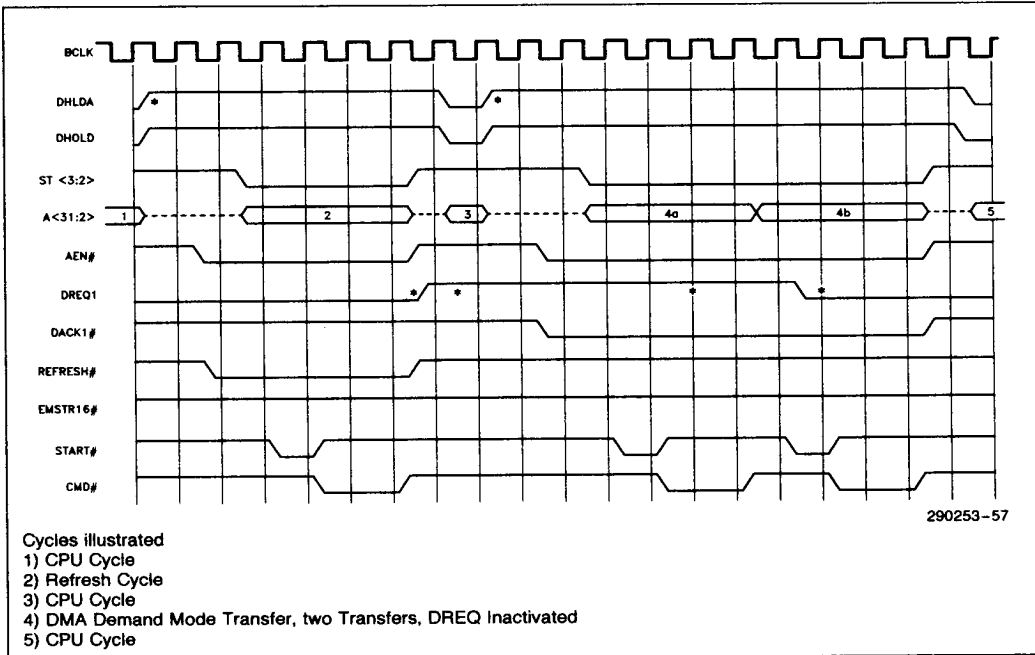 BCLK
DHLDA * *
DHOLD
ST <3:2>
A<31:2> 1 2 3 4a 4b 5
AEN#
DREQ1 * * * *
DACK1#
REFRESH#
EMSTR16#
START#
CMD#
290253-57
Cycles illustrated
1) CPU Cycle
2) Refresh Cycle
3) CPU Cycle
4) DMA Demand Mode Transfer, two Transfers, DREQ Inactivated
5) CPU Cycle